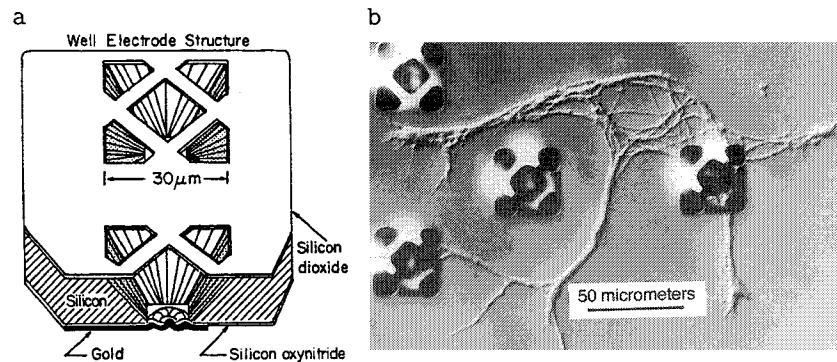 a
Well Electrode Structure
30μm
Silicon dioxide
Silicon
Gold
Silicon oxynitride
b
50 micrometers